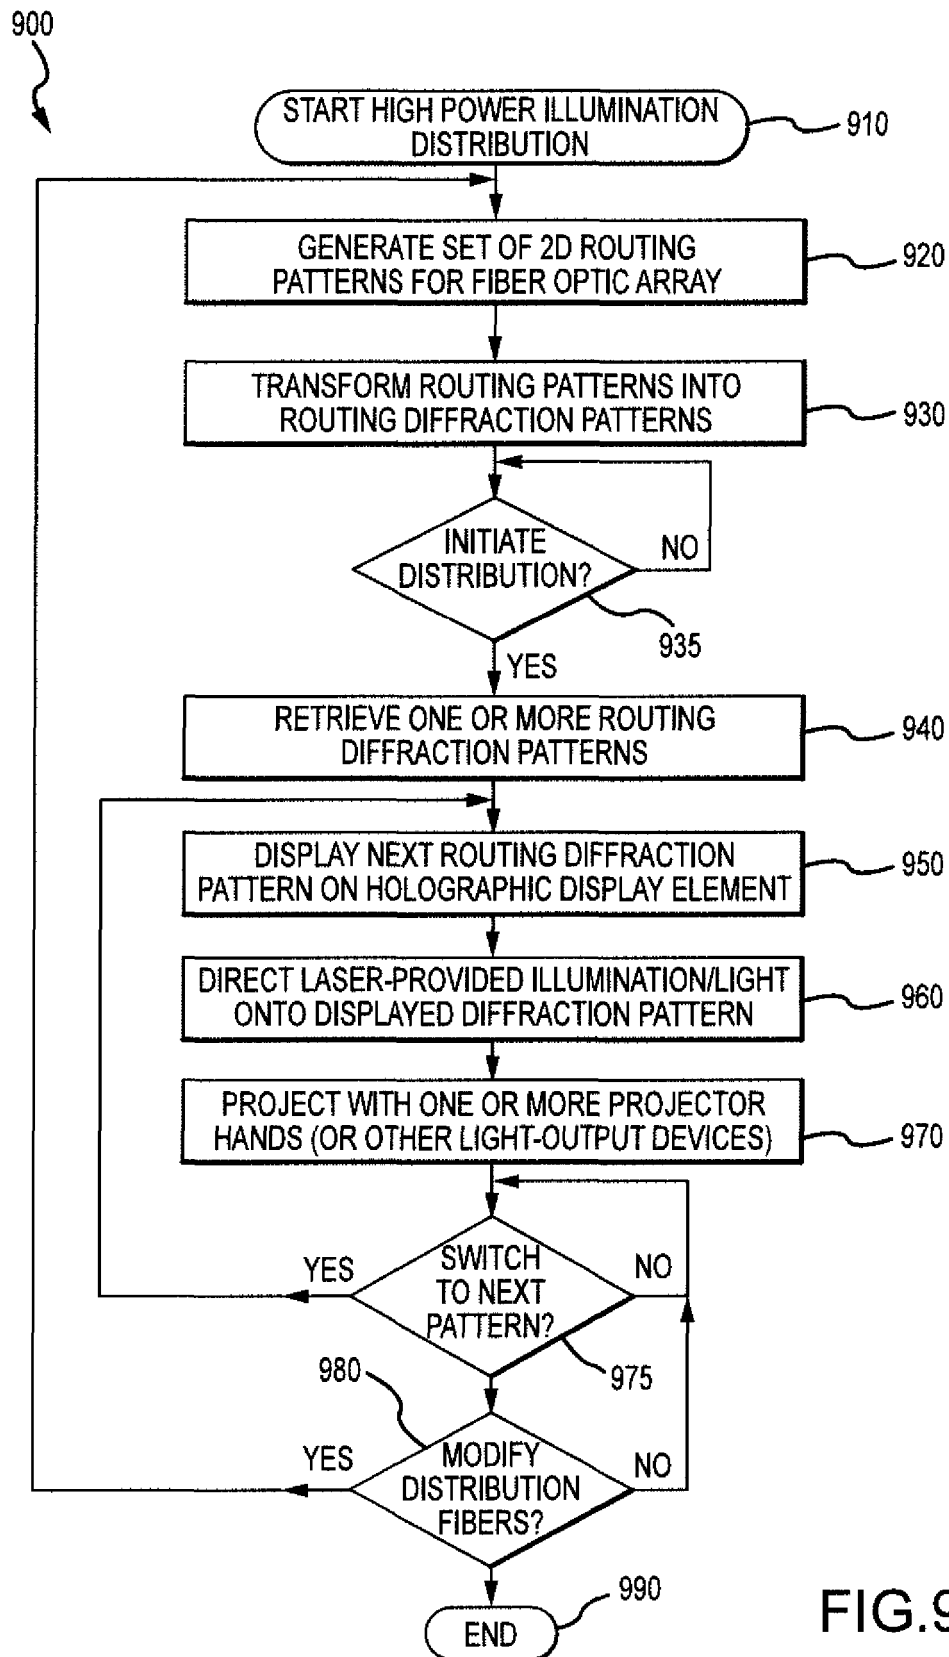 900
START HIGH POWER ILLUMINATION
DISTRIBUTION
910
GENERATE SET OF 2D ROUTING
PATTERNS FOR FIBER OPTIC ARRAY
920
TRANSFORM ROUTING PATTERNS INTO
ROUTING DIFFRACTION PATTERNS
930
INITIATE
DISTRIBUTION?
NO
935
YES
RETRIEVE ONE OR MORE ROUTING
DIFFRACTION PATTERNS
940
DISPLAY NEXT ROUTING DIFFRACTION
PATTERN ON HOLOGRAPHIC DISPLAY ELEMENT
950
DIRECT LASER-PROVIDED ILLUMINATION/LIGHT
ONTO DISPLAYED DIFFRACTION PATTERN
960
PROJECT WITH ONE OR MORE PROJECTOR
HANDS (OR OTHER LIGHT-OUTPUT DEVICES)
970
YES
SWITCH
TO NEXT
PATTERN?
NO
975
980
YES
MODIFY
DISTRIBUTION
FIBERS?
NO
END
990
FIG.9